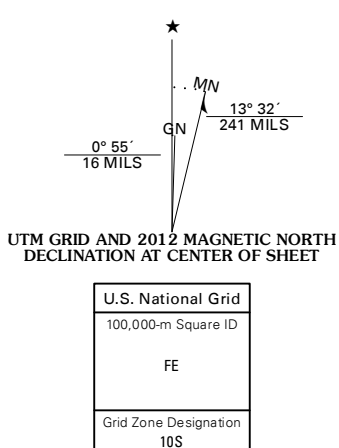 ★
MN
GN
13° 32´
241 MILS
0° 55´
16 MILS
UTM GRID AND 2012 MAGNETIC NORTH
DECLINATION AT CENTER OF SHEET
U.S. National Grid
100,000-m Square ID
FE
Grid Zone Designation
10S